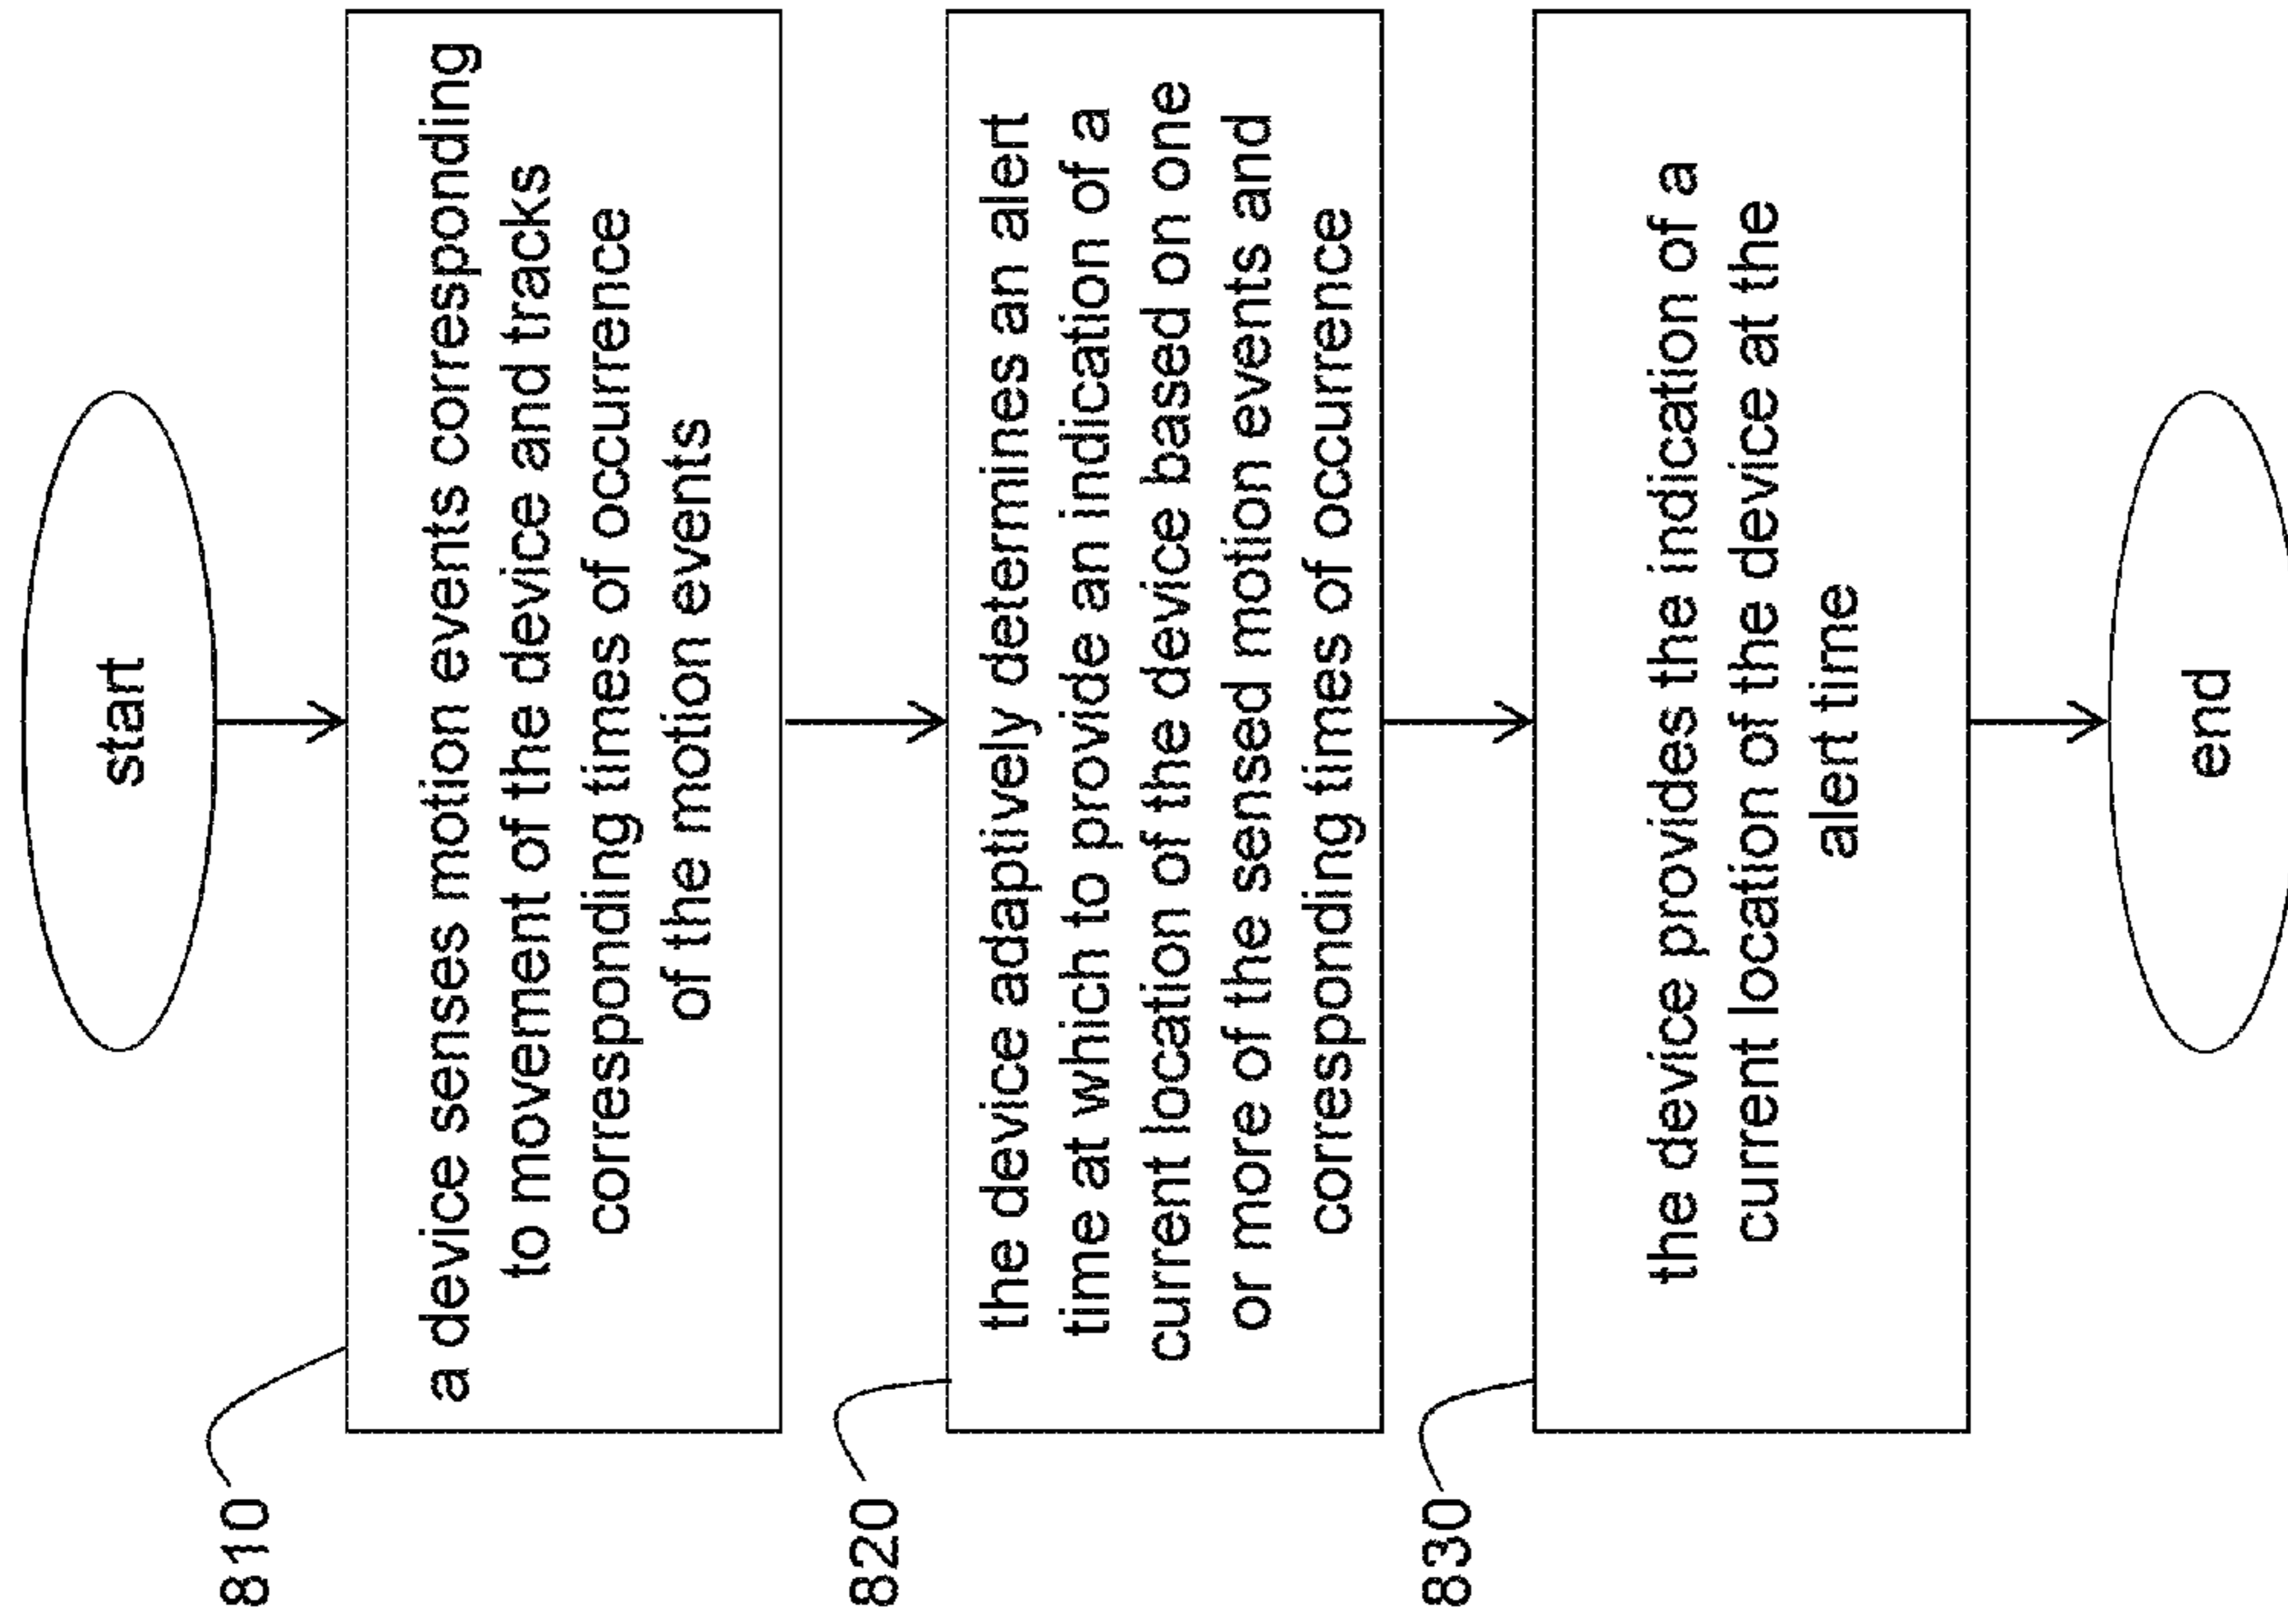 start
810
a device senses motion events corresponding
to movement of the device and tracks
corresponding times of occurrence
of the motion events
820
the device adaptively determines an alert
time at which to provide an indication of a
current location of the device based on one
or more of the sensed motion events and
corresponding times of occurrence
830
the device provides the indication of a
current location of the device at the
alert time
end